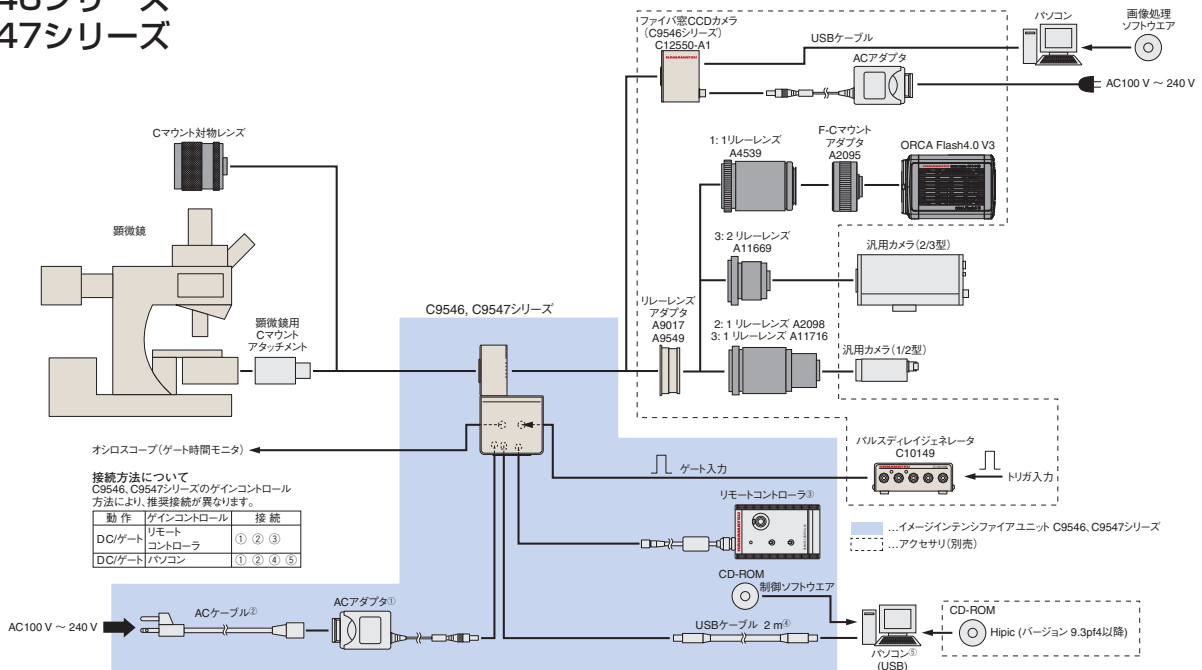 46シリーズ
47シリーズ
ファイバ窓CCDカメラ
(C9546シリーズ)
C12550-A1
USBケーブル
パソコン
画像処理
ソフトウエア
ACアダプタ
AC100 V ～ 240 V
Cマウント対物レンズ
顕微鏡
顕微鏡用
Cマウント
アタッチメント
1: 1リレーレンズ
A4539
F-Cマウント
アダプタ
A2095
ORCA Flash4.0 V3
3: 2 リレーレンズ
A11669
汎用カメラ(2/3型)
リレーレンズ
アダプタ
A9017
A9549
2: 1 リレーレンズ A2098
3: 1 リレーレンズ A11716
汎用カメラ(1/2型)
C9546, C9547シリーズ
オシロスコープ(ゲート時間モニタ)
ゲート入力
パルスディレイジェネレータ
C10149
トリガ入力
接続方法について
C9546、C9547シリーズのゲインコントロール
方法により、推奨接続が異なります。
動 作 ゲインコントロール 接 続
DC/ゲート リモート
コントローラ ① ② ③
DC/ゲート パソコン ① ② ④ ⑤
リモートコントローラ③
…イメージインテンシファイアユニット C9546、C9547シリーズ
…アクセサリ(別売)
CD-ROM
制御ソフトウエア
AC100 V ～ 240 V
ACケーブル②
ACアダプタ①
USBケーブル 2 m④
パソコン⑤
(USB)
CD-ROM
Hipic (バージョン 9.3pf4以降)
HAMAMATSU